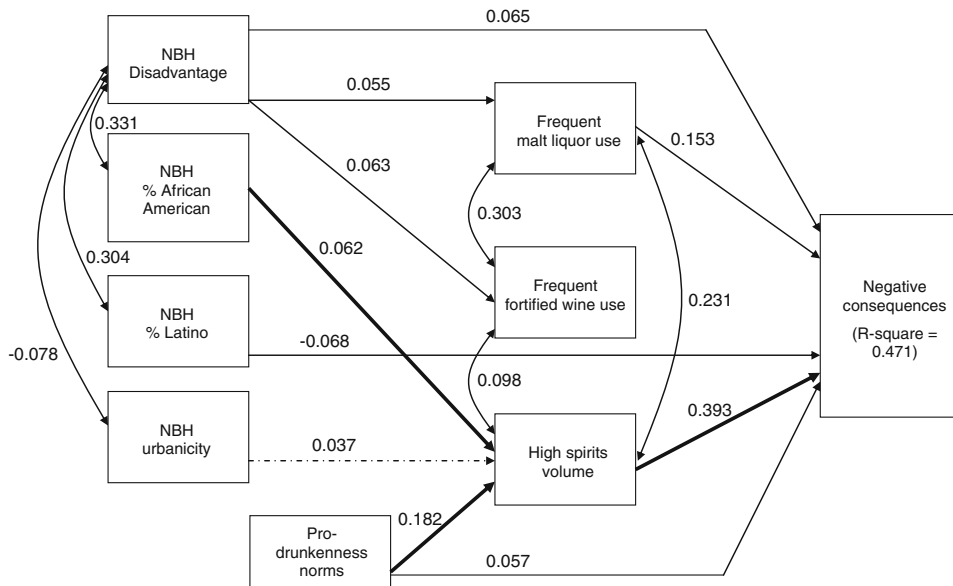 0.065
NBH
Disadvantage
0.055
Frequent
malt liquor use
0.153
0.331
NBH
% African
American
0.063
0.303
0.062
0.304
NBH
% Latino
Frequent
fortified wine use
0.231
Negative
consequences
(R-square =
0.471)
-0.068
-0.078
0.098
NBH
urbanicity
0.037
High spirits
volume
0.393
0.182
Pro-
drunkenness
norms
0.057